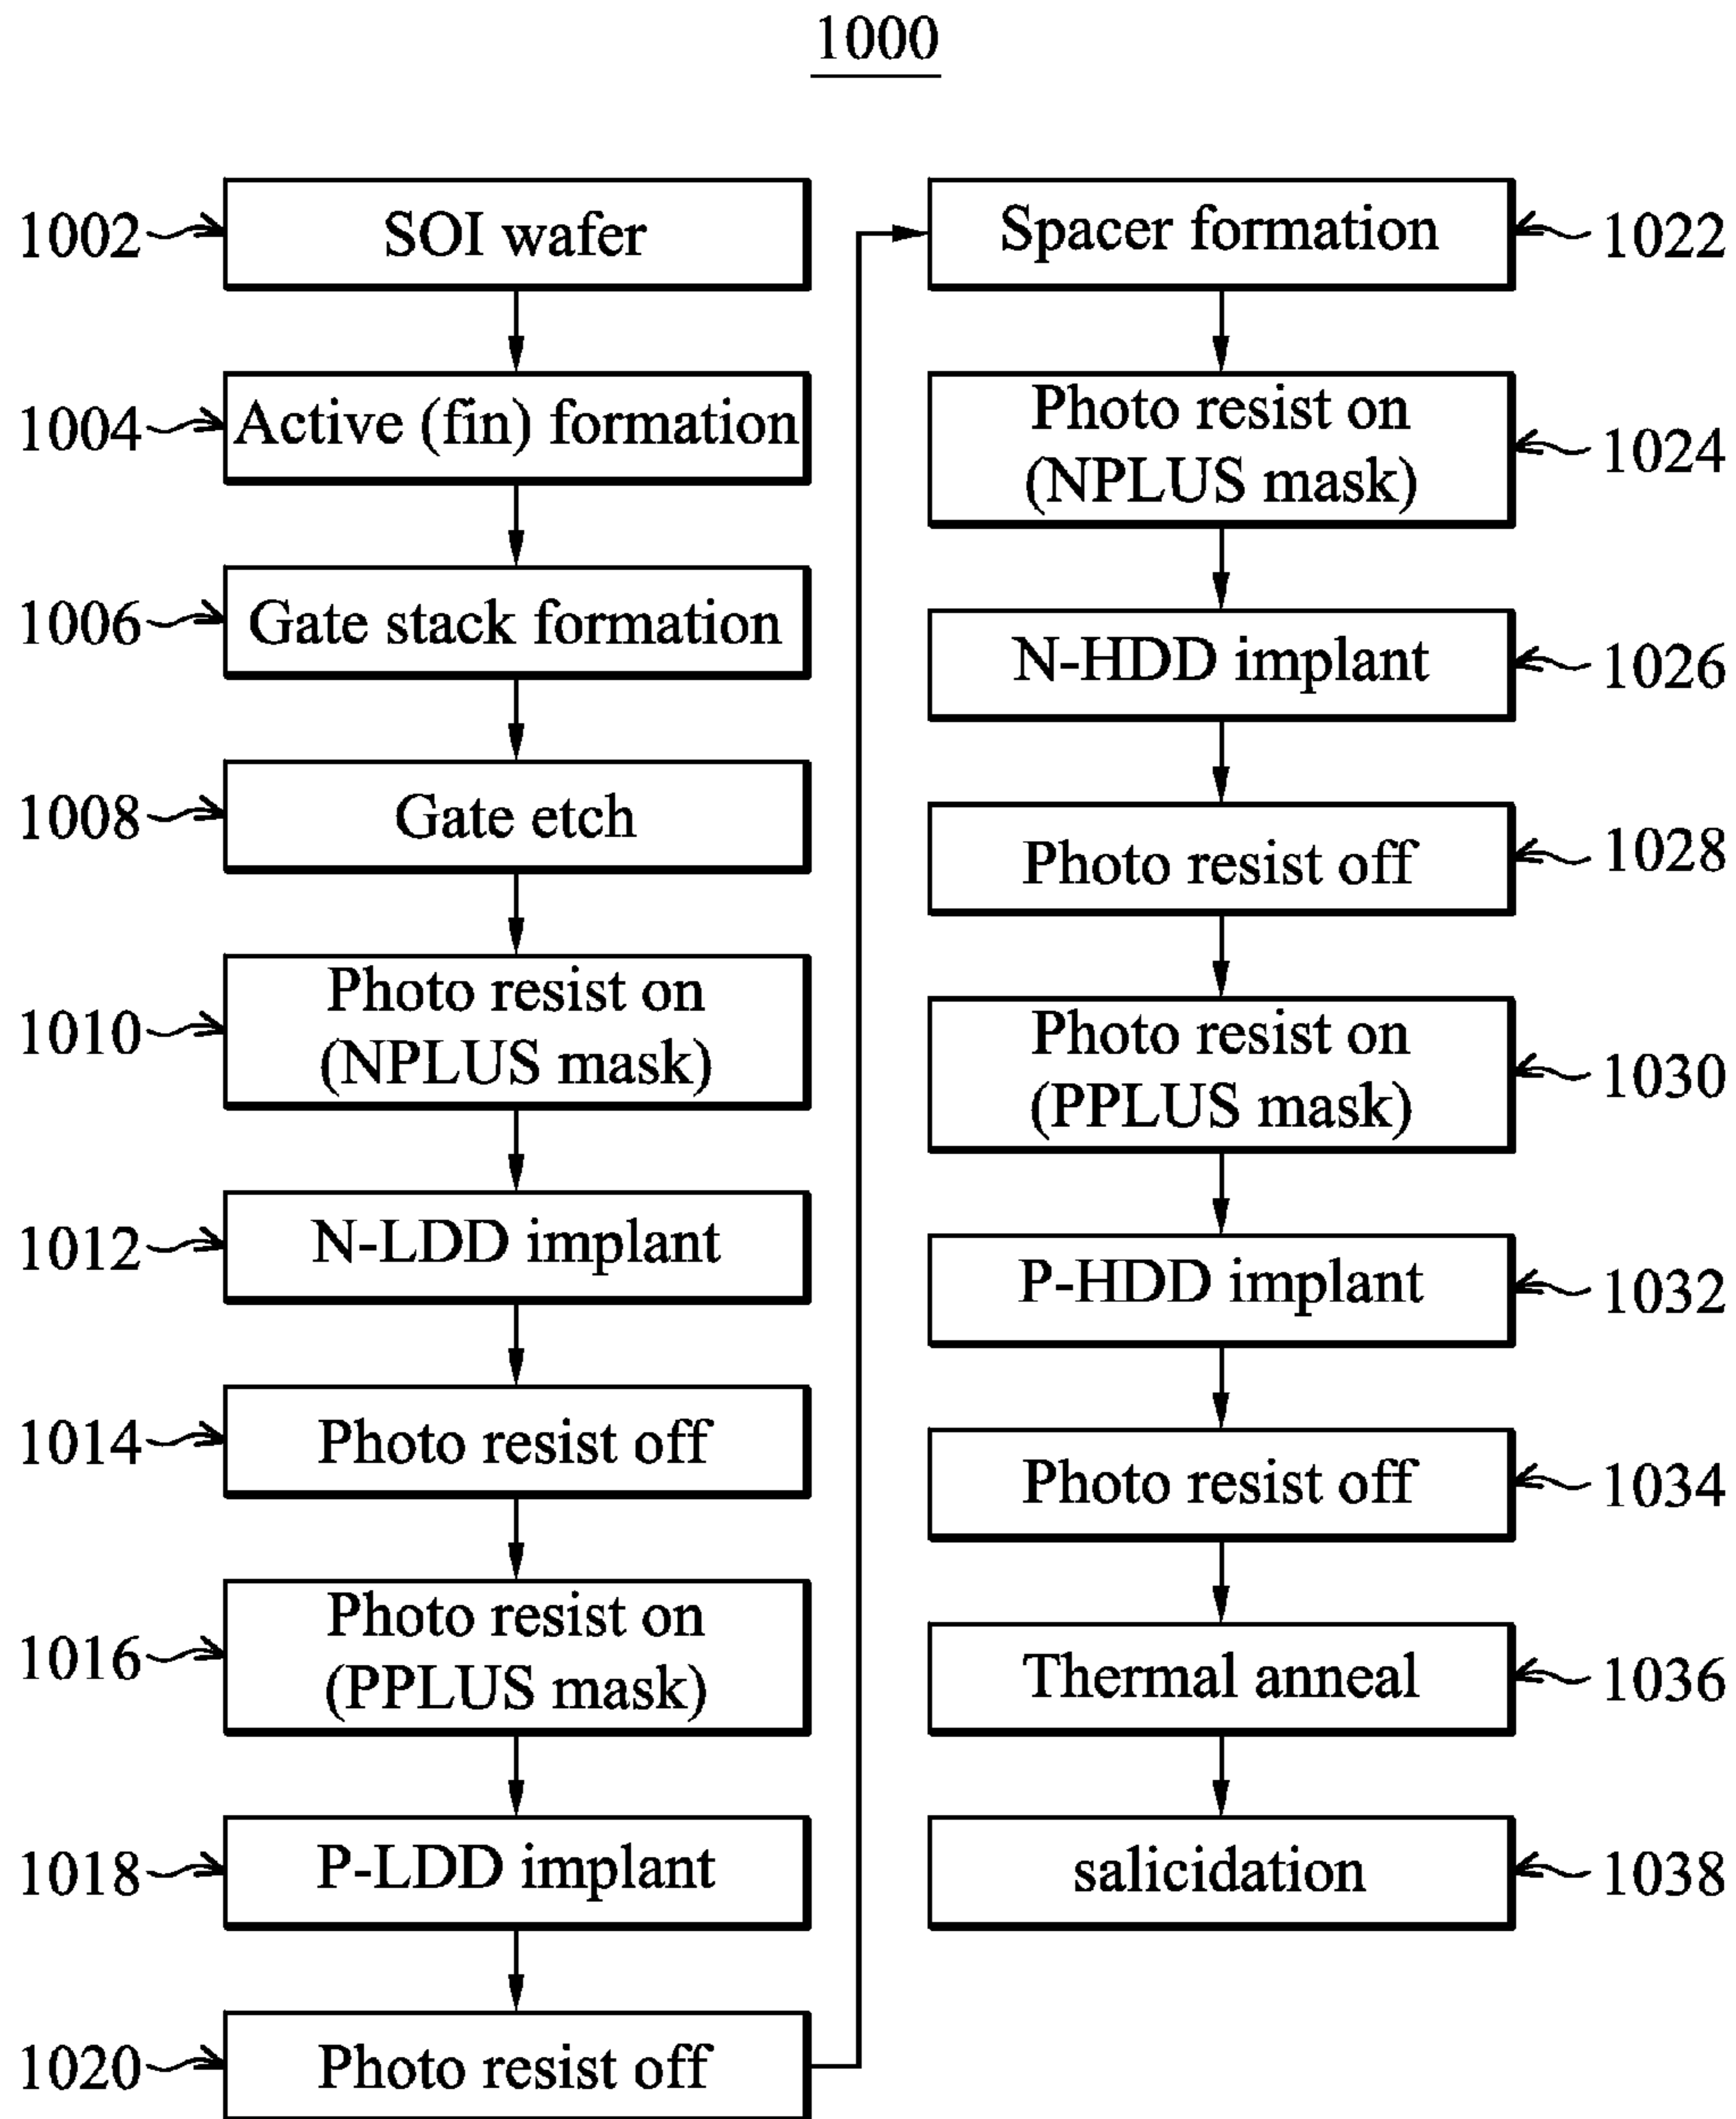 1000
1002
SOI wafer
1004
Active (fin) formation
1006
Gate stack formation
1008
Gate etch
1010
Photo resist on
(NPLUS mask)
1012
N-LDD implant
1014
Photo resist off
1016
Photo resist on
(PPLUS mask)
1018
P-LDD implant
1020
Photo resist off
Spacer formation
1022
Photo resist on
(NPLUS mask)
1024
N-HDD implant
1026
Photo resist off
1028
Photo resist on
(PPLUS mask)
1030
P-HDD implant
1032
Photo resist off
1034
Thermal anneal
1036
salicidation
1038